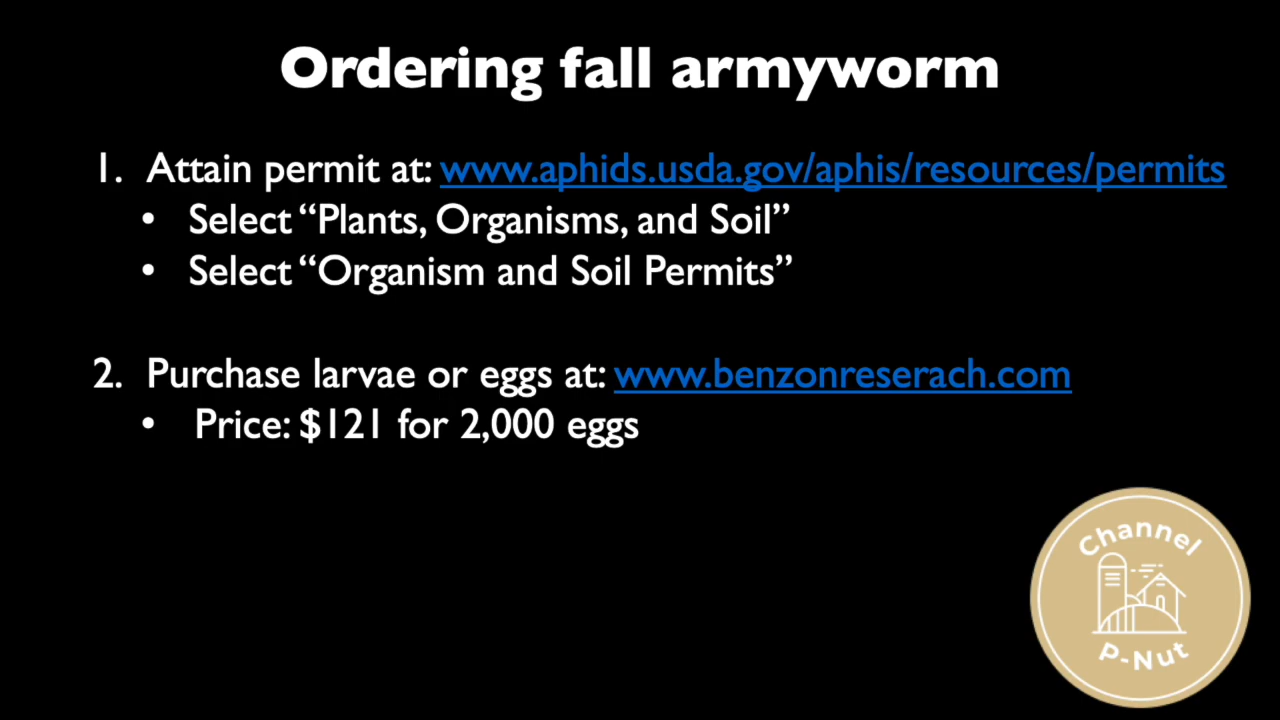 Ordering fall armyworm
1. Attain permit at: www.aphids.usda.gov/aphis/resources/permits
• Select “Plants, Organisms, and Soil”
• Select “Organism and Soil Permits”
2. Purchase larvae or eggs at: www.benzonreserach.com
• Price: $121 for 2,000 eggs
Channel
P-Nut